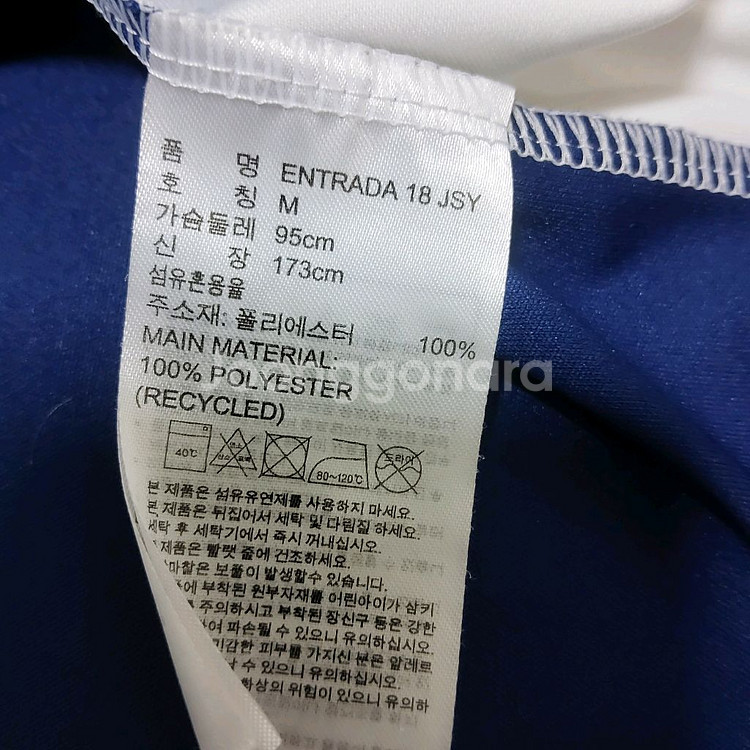 품 명 ENTRADA 18 JSY
호 칭 M
가슴둘레 95cm
신 장 173cm
섬유혼용율
주소재: 폴리에스터 100%
MAIN MATERIAL:
100% POLYESTER
(RECYCLED)
40℃ 80~120℃ 드라이
본 제품은 섬유유연제를 사용하지 마세요.
본 제품은 뒤집어서 세탁 및 다림질 하세요.
세탁 후 세탁기에서 즉시 꺼내십시오.
제품은 빨랫 줄에 건조하세요.
마찰은 보풀이 발생할수 있습니다.
에 부착된 원부자재를 어린아이가 삼키
주의하시고 부착된 장신구 등은 강한
여 파손될 수 있으니 유의하십시오.
민감한 피부를 가지신 분은 알레르
수 있으니 유의하십시오.
화상의 위험이 있으니 유의하